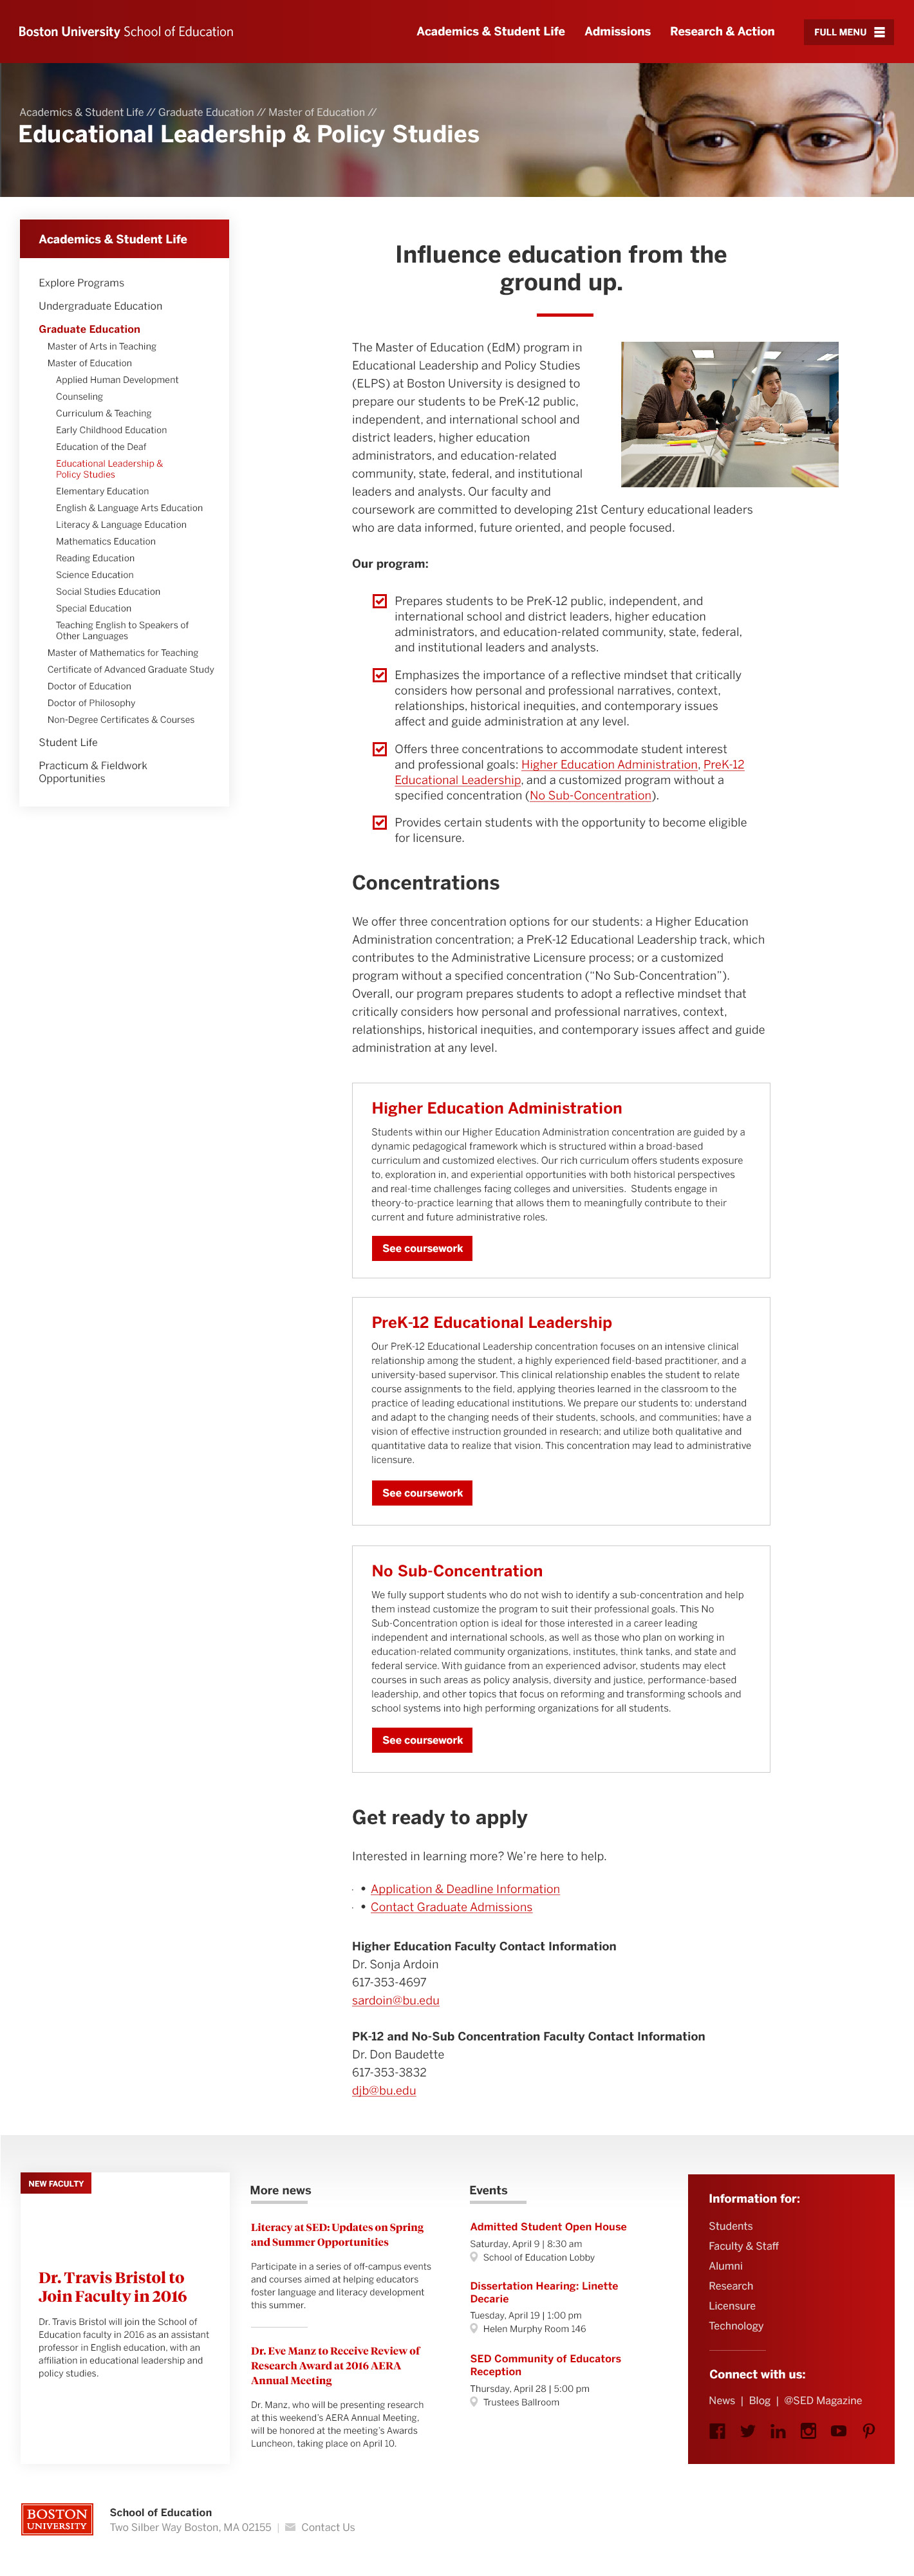 Boston University School of Education
Academics & Student Life
Admissions
Research & Action
FULL MENU
Academics & Student Life // Graduate Education // Master of Education //
Educational Leadership & Policy Studies
Academics & Student Life
Explore Programs
Undergraduate Education
Graduate Education
Master of Arts in Teaching
Master of Education
Applied Human Development
Counseling
Curriculum & Teaching
Early Childhood Education
Education of the Deaf
Educational Leadership &
Policy Studies
Elementary Education
English & Language Arts Education
Literacy & Language Education
Mathematics Education
Reading Education
Science Education
Social Studies Education
Special Education
Teaching English to Speakers of
Other Languages
Master of Mathematics for Teaching
Certificate of Advanced Graduate Study
Doctor of Education
Doctor of Philosophy
Non-Degree Certificates & Courses
Student Life
Practicum & Fieldwork
Opportunities
Influence education from the
ground up.
The Master of Education (EdM) program in
Educational Leadership and Policy Studies
(ELPS) at Boston University is designed to
prepare our students to be PreK-12 public,
independent, and international school and
district leaders, higher education
administrators, and education-related
community, state, federal, and institutional
leaders and analysts. Our faculty and
coursework are committed to developing 21st Century educational leaders
who are data informed, future oriented, and people focused.
Our program:
Prepares students to be PreK-12 public, independent, and
international school and district leaders, higher education
administrators, and education-related community, state, federal,
and institutional leaders and analysts.
Emphasizes the importance of a reflective mindset that critically
considers how personal and professional narratives, context,
relationships, historical inequities, and contemporary issues
affect and guide administration at any level.
Offers three concentrations to accommodate student interest
and professional goals: Higher Education Administration, PreK-12
Educational Leadership, and a customized program without a
specified concentration (No Sub-Concentration).
Provides certain students with the opportunity to become eligible
for licensure.
Concentrations
We offer three concentration options for our students: a Higher Education
Administration concentration; a PreK-12 Educational Leadership track, which
contributes to the Administrative Licensure process; or a customized
program without a specified concentration (“No Sub-Concentration”).
Overall, our program prepares students to adopt a reflective mindset that
critically considers how personal and professional narratives, context,
relationships, historical inequities, and contemporary issues affect and guide
administration at any level.
Higher Education Administration
Students within our Higher Education Administration concentration are guided by a
dynamic pedagogical framework which is structured within a broad-based
curriculum and customized electives. Our rich curriculum offers students exposure
to, exploration in, and experiential opportunities with both historical perspectives
and real-time challenges facing colleges and universities. Students engage in
theory-to-practice learning that allows them to meaningfully contribute to their
current and future administrative roles.
See coursework
PreK-12 Educational Leadership
Our PreK-12 Educational Leadership concentration focuses on an intensive clinical
relationship among the student, a highly experienced field-based practitioner, and a
university-based supervisor. This clinical relationship enables the student to relate
course assignments to the field, applying theories learned in the classroom to the
practice of leading educational institutions. We prepare our students to: understand
and adapt to the changing needs of their students, schools, and communities; have a
vision of effective instruction grounded in research; and utilize both qualitative and
quantitative data to realize that vision. This concentration may lead to administrative
licensure.
See coursework
No Sub-Concentration
We fully support students who do not wish to identify a sub-concentration and help
them instead customize the program to suit their professional goals. This No
Sub-Concentration option is ideal for those interested in a career leading
independent and international schools, as well as those who plan on working in
education-related community organizations, institutes, think tanks, and state and
federal service. With guidance from an experienced advisor, students may elect
courses in such areas as policy analysis, diversity and justice, performance-based
leadership, and other topics that focus on reforming and transforming schools and
school systems into high performing organizations for all students.
See coursework
Get ready to apply
Interested in learning more? We’re here to help.
• Application & Deadline Information
• Contact Graduate Admissions
Higher Education Faculty Contact Information
Dr. Sonja Ardoin
617-353-4697
sardoin@bu.edu
PK-12 and No-Sub Concentration Faculty Contact Information
Dr. Don Baudette
617-353-3832
djb@bu.edu
NEW FACULTY
Dr. Travis Bristol to
Join Faculty in 2016
Dr. Travis Bristol will join the School of
Education faculty in 2016 as an assistant
professor in English education, with an
affiliation in educational leadership and
policy studies.
More news
Literacy at SED: Updates on Spring
and Summer Opportunities
Participate in a series of off-campus events
and courses aimed at helping educators
foster language and literacy development
this summer.
Dr. Eve Manz to Receive Review of
Research Award at 2016 AERA
Annual Meeting
Dr. Manz, who will be presenting research
at this weekend’s AERA Annual Meeting,
will be honored at the meeting’s Awards
Luncheon, taking place on April 10.
Events
Admitted Student Open House
Saturday, April 9 | 8:30 am
School of Education Lobby
Dissertation Hearing: Linette
Decarie
Tuesday, April 19 | 1:00 pm
Helen Murphy Room 146
SED Community of Educators
Reception
Thursday, April 28 | 5:00 pm
Trustees Ballroom
Information for:
Students
Faculty & Staff
Alumni
Research
Licensure
Technology
Connect with us:
News | Blog | @SED Magazine
BOSTON
UNIVERSITY
School of Education
Two Silber Way Boston, MA 02155 | Contact Us